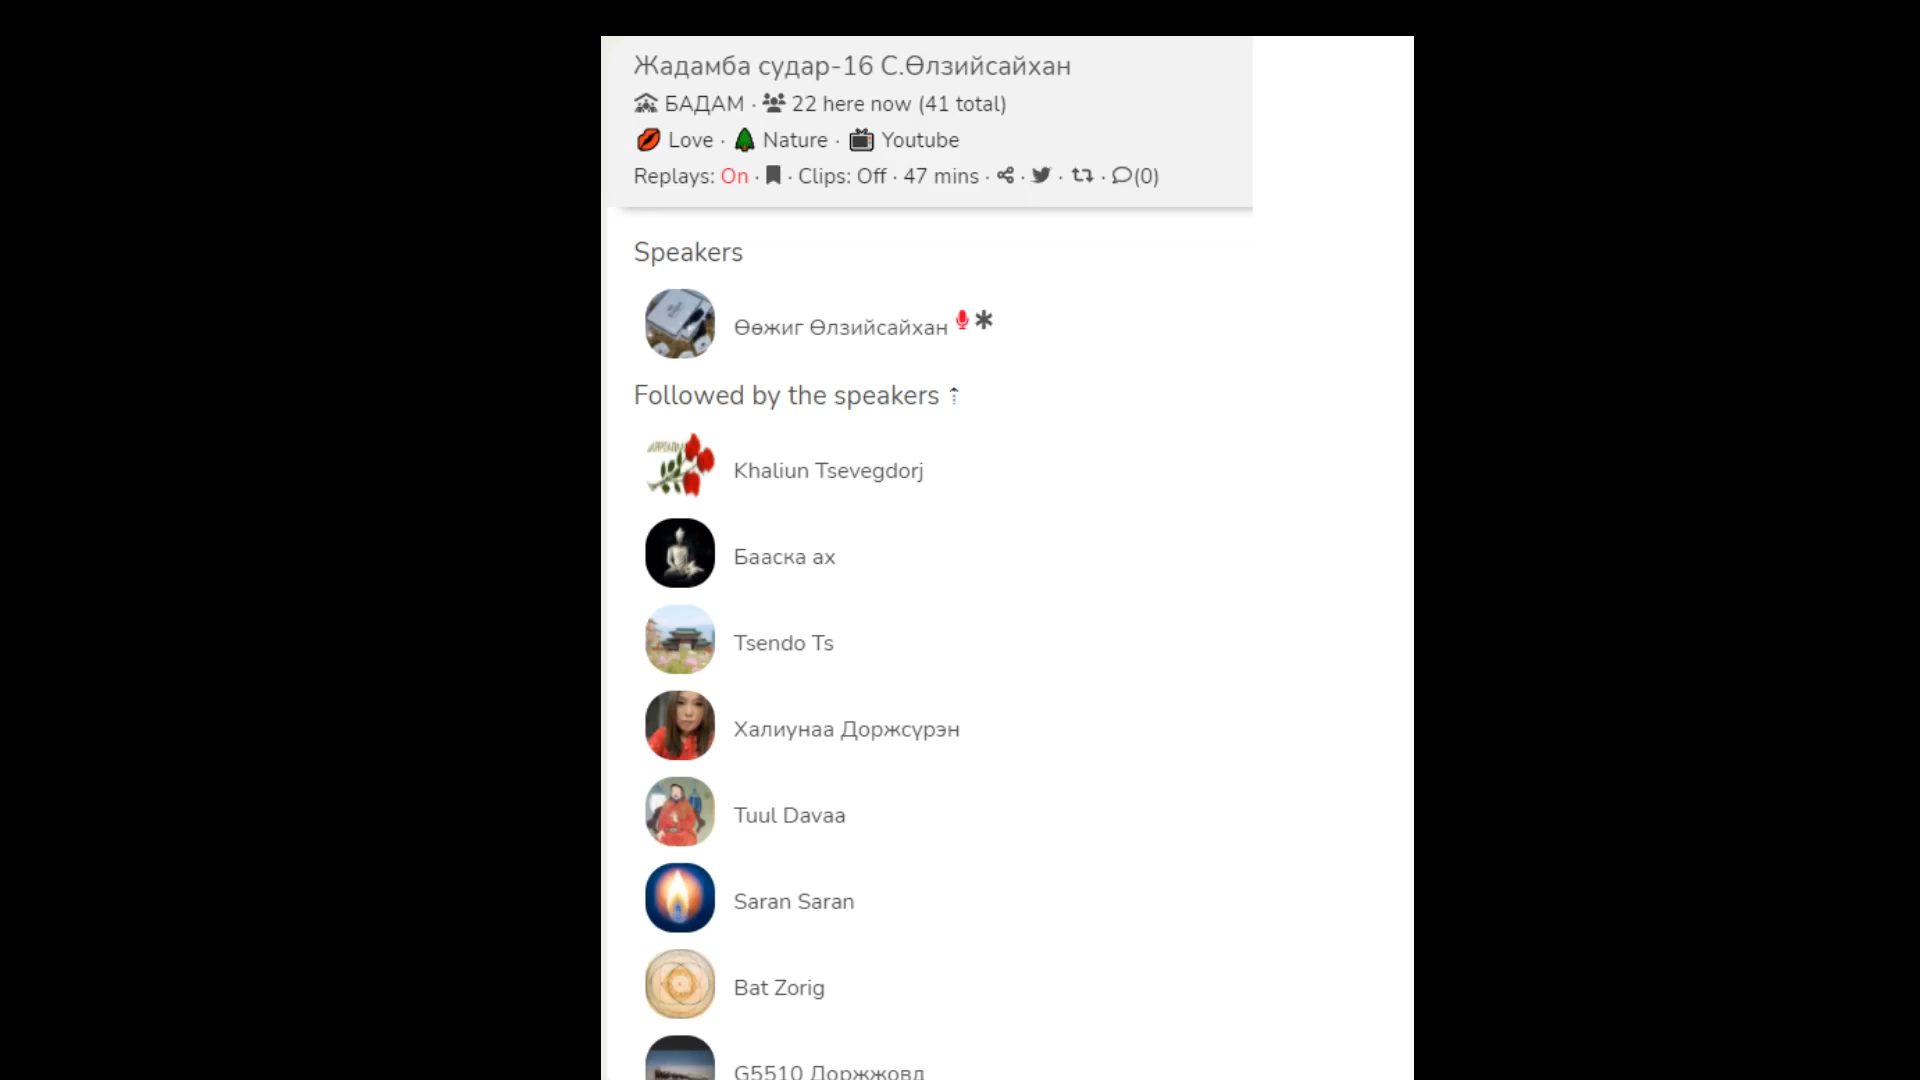 Жадамба судар-16 С.Өлзийсайхан
БАДАМ · 22 here now (41 total)
Love · Nature · Youtube
Replays: On · · Clips: Off · 47 mins · · · · (0)
Speakers
Өөжиг Өлзийсайхан
Followed by the speakers ⇡
Khaliun Tsevegdorj
Бааска ах
Tsendo Ts
Халиунаа Доржсүрэн
Tuul Davaa
Saran Saran
Bat Zorig
G5510 Доржжовд